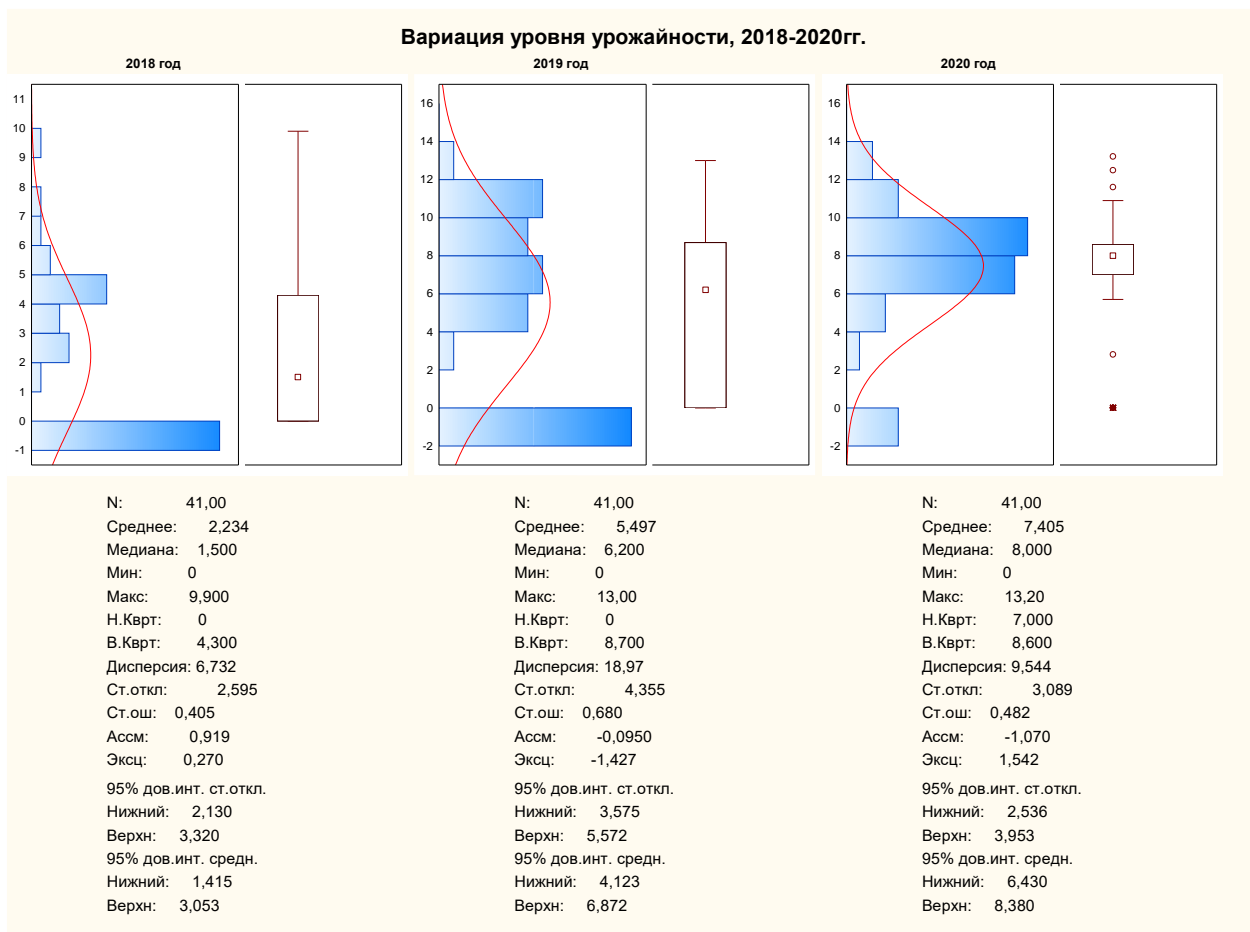 Вариация уровня урожайности, 2018-2020гг.
2018 год
11
10
9
8
7
6
5
4
3
2
1
0
-1
N: 41,00
Среднее: 2,234
Медиана: 1,500
Мин: 0
Макс: 9,900
Н.Кврт: 0
В.Кврт: 4,300
Дисперсия: 6,732
Ст.откл: 2,595
Ст.ош: 0,405
Ассм: 0,919
Эксц: 0,270
95% дов.инт. ст.откл.
Нижний: 2,130
Верхн: 3,320
95% дов.инт. средн.
Нижний: 1,415
Верхн: 3,053
2019 год
16
14
12
10
8
6
4
2
0
-2
N: 41,00
Среднее: 5,497
Медиана: 6,200
Мин: 0
Макс: 13,00
Н.Кврт: 0
В.Кврт: 8,700
Дисперсия: 18,97
Ст.откл: 4,355
Ст.ош: 0,680
Ассм: -0,0950
Эксц: -1,427
95% дов.инт. ст.откл.
Нижний: 3,575
Верхн: 5,572
95% дов.инт. средн.
Нижний: 4,123
Верхн: 6,872
2020 год
16
14
12
10
8
6
4
2
0
-2
N: 41,00
Среднее: 7,405
Медиана: 8,000
Мин: 0
Макс: 13,20
Н.Кврт: 7,000
В.Кврт: 8,600
Дисперсия: 9,544
Ст.откл: 3,089
Ст.ош: 0,482
Ассм: -1,070
Эксц: 1,542
95% дов.инт. ст.откл.
Нижний: 2,536
Верхн: 3,953
95% дов.инт. средн.
Нижний: 6,430
Верхн: 8,380